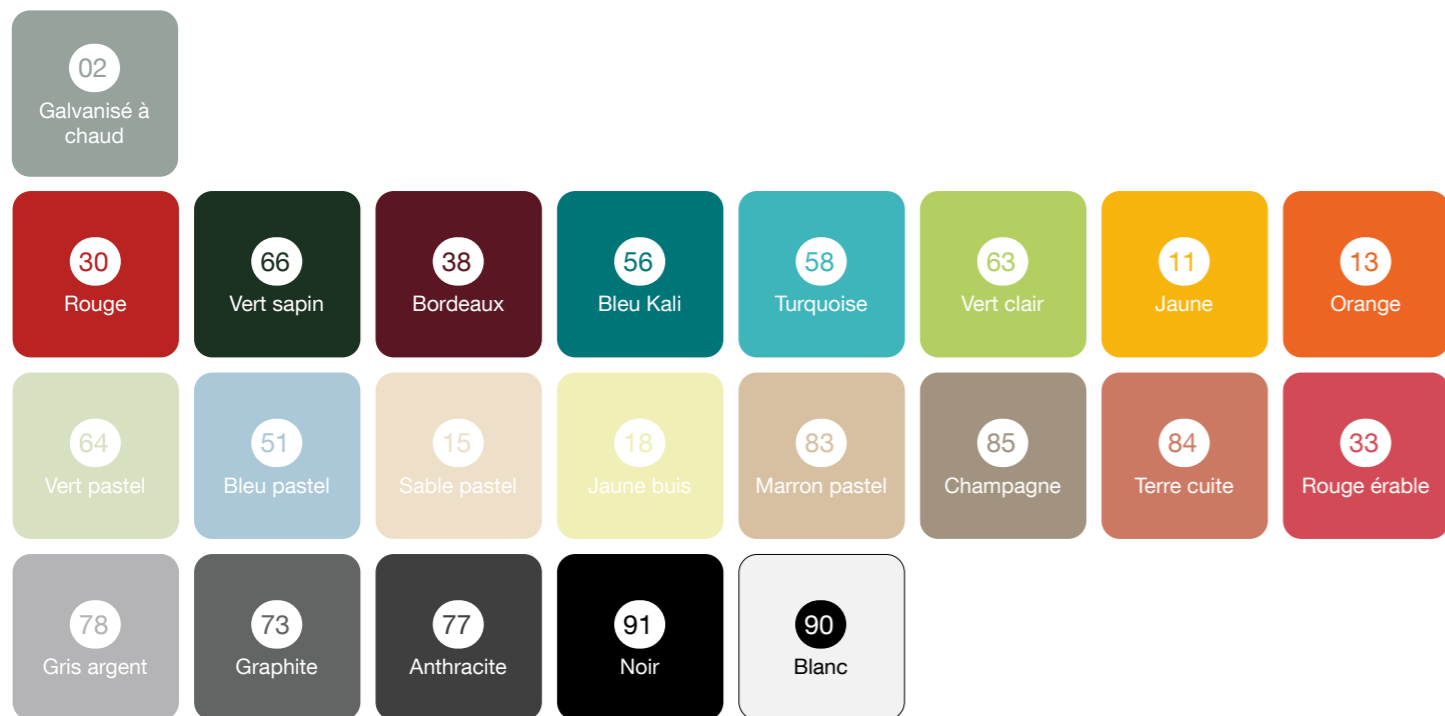 02
Galvanisé à
chaud
30
Rouge
66
Vert sapin
38
Bordeaux
56
Bleu Kali
58
Turquoise
63
Vert clair
11
Jaune
13
Orange
64
Vert pastel
51
Bleu pastel
15
Sable pastel
18
Jaune buis
83
Marron pastel
85
Champagne
84
Terre cuite
33
Rouge érable
78
Gris argent
73
Graphite
77
Anthracite
91
Noir
90
Blanc